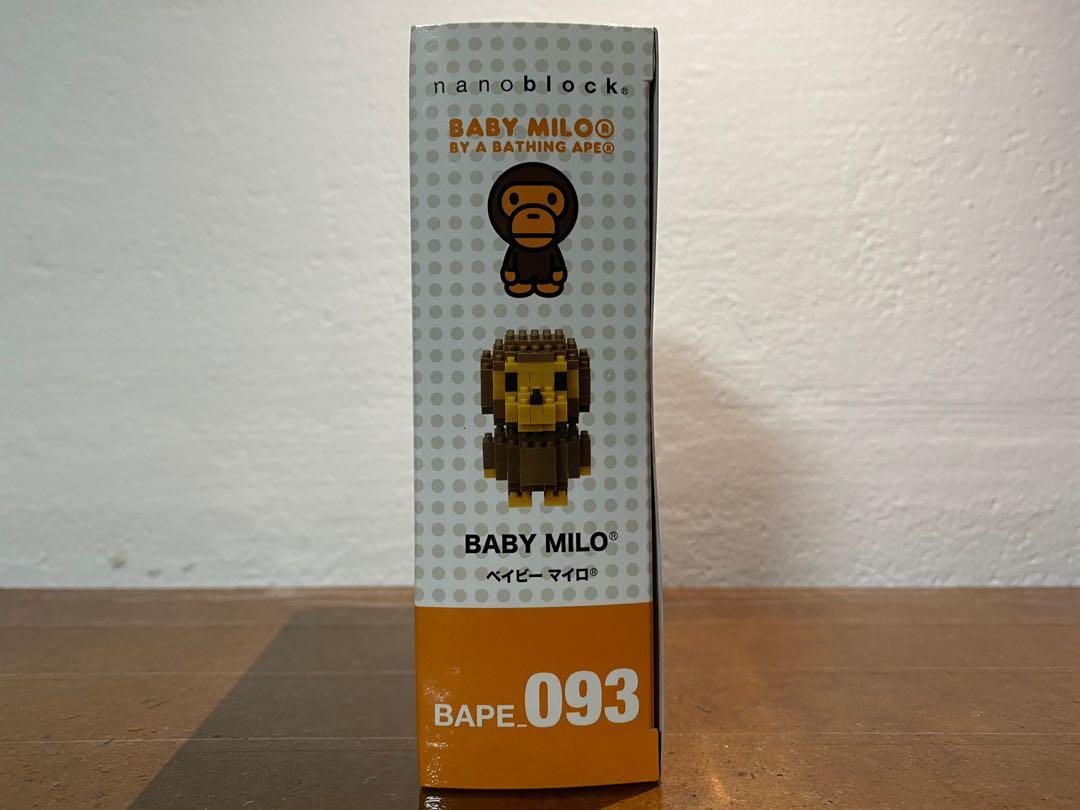 nanoblock®
BABY MILO®
BY A BATHING APE®
BABY MILO®
ベイビー マイロ®
BAPE_093